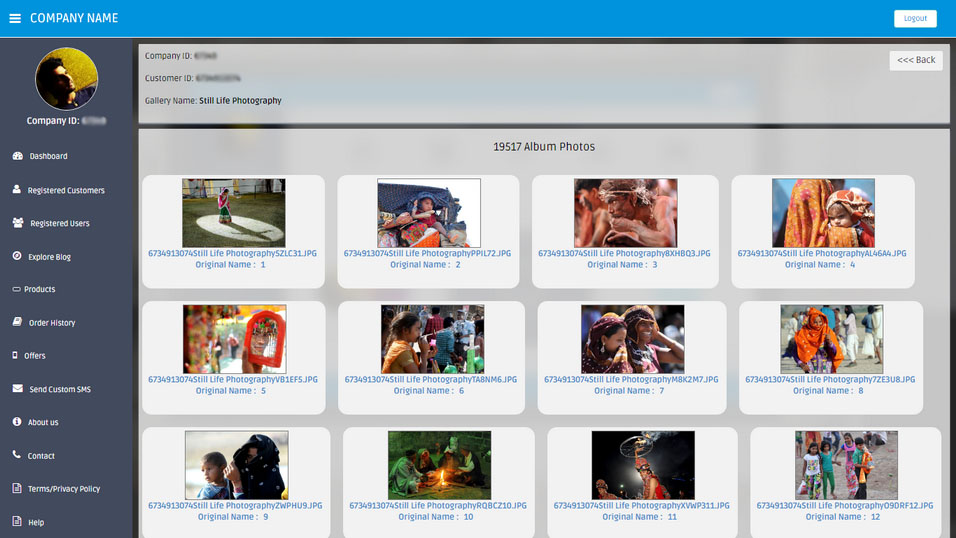 COMPANY NAME
Logout
Company ID:
Dashboard
Registered Customers
Registered Users
Explore Blog
Products
Order History
Offers
Send Custom SMS
About us
Contact
Terms/Privacy Policy
Help
Company ID:
<<< Back
Customer ID:
Gallery Name: Still Life Photography
19517 Album Photos
6734913074Still Life PhotographySZLC31.JPG
Original Name : 1
6734913074Still Life PhotographyPPIL72.JPG
Original Name : 2
6734913074Still Life Photography8XHBQ3.JPG
Original Name : 3
6734913074Still Life PhotographyAL46A4.JPG
Original Name : 4
6734913074Still Life PhotographyVB1EF5.JPG
Original Name : 5
6734913074Still Life PhotographyTA8NM6.JPG
Original Name : 6
6734913074Still Life PhotographyM8K2M7.JPG
Original Name : 7
6734913074Still Life Photography7ZE3U8.JPG
Original Name : 8
6734913074Still Life PhotographyZWPHU9.JPG
Original Name : 9
6734913074Still Life PhotographyRQBCZ10.JPG
Original Name : 10
6734913074Still Life PhotographyXVWP311.JPG
Original Name : 11
6734913074Still Life PhotographyO9DRF12.JPG
Original Name : 12